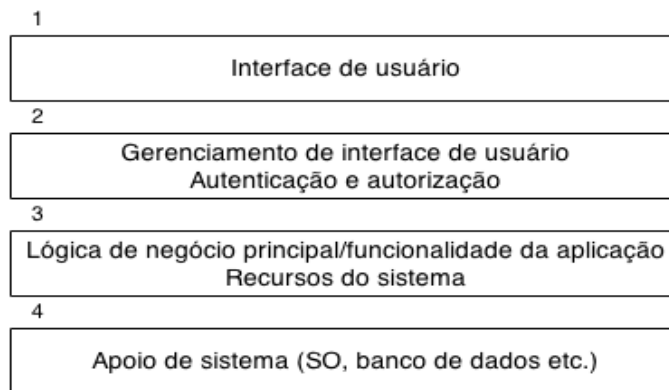 1
Interface de usuário
2
Gerenciamento de interface de usuário
Autenticação e autorização
3
Lógica de negócio principal/funcionalidade da aplicação
Recursos do sistema
4
Apoio de sistema (SO, banco de dados etc.)